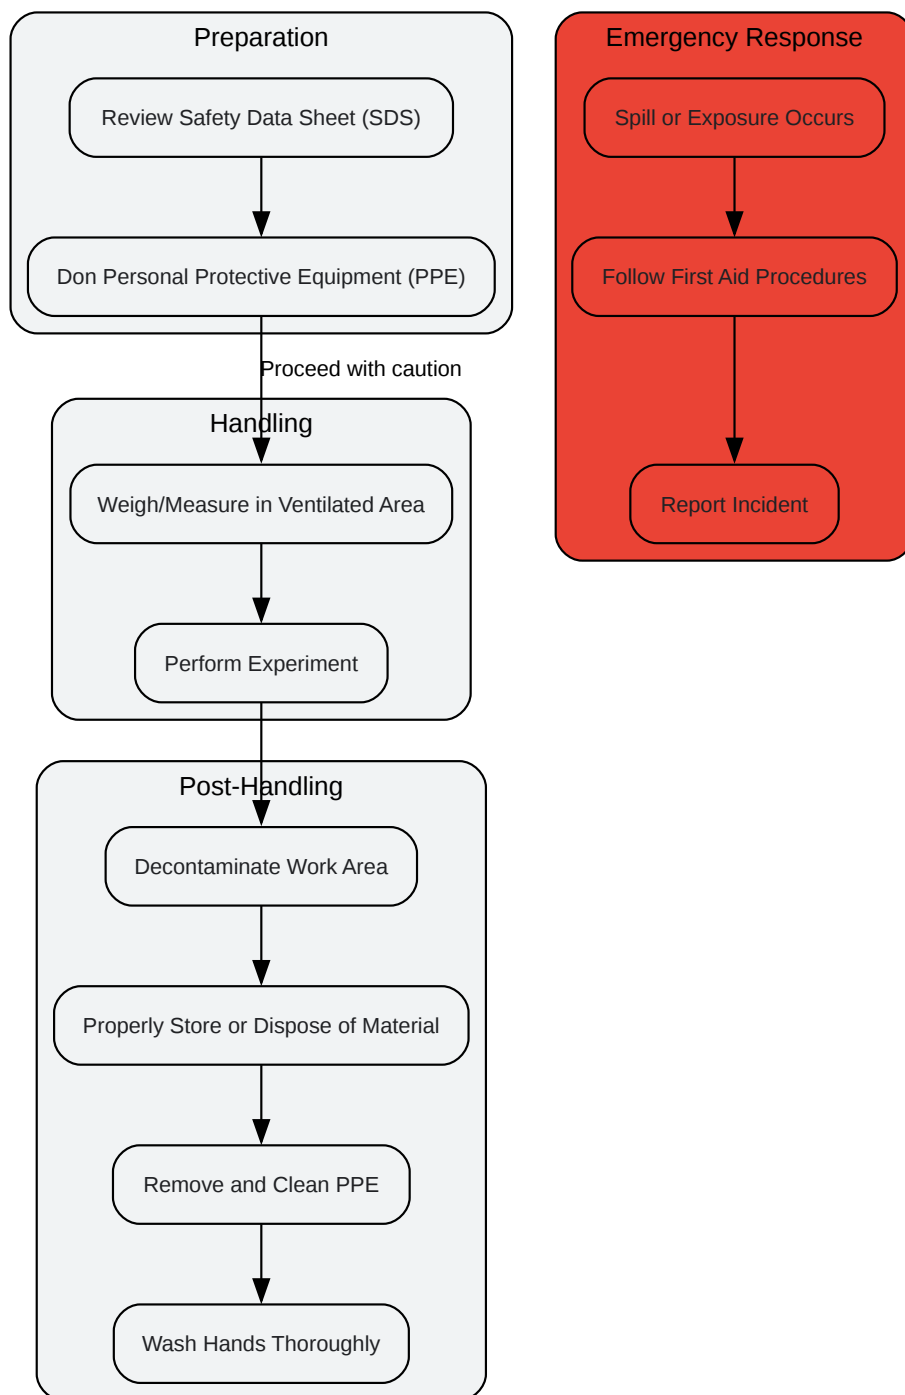 Preparation
Review Safety Data Sheet (SDS)
Don Personal Protective Equipment (PPE)
Proceed with caution
Handling
Weigh/Measure in Ventilated Area
Perform Experiment
Post-Handling
Decontaminate Work Area
Properly Store or Dispose of Material
Remove and Clean PPE
Wash Hands Thoroughly
Emergency Response
Spill or Exposure Occurs
Follow First Aid Procedures
Report Incident